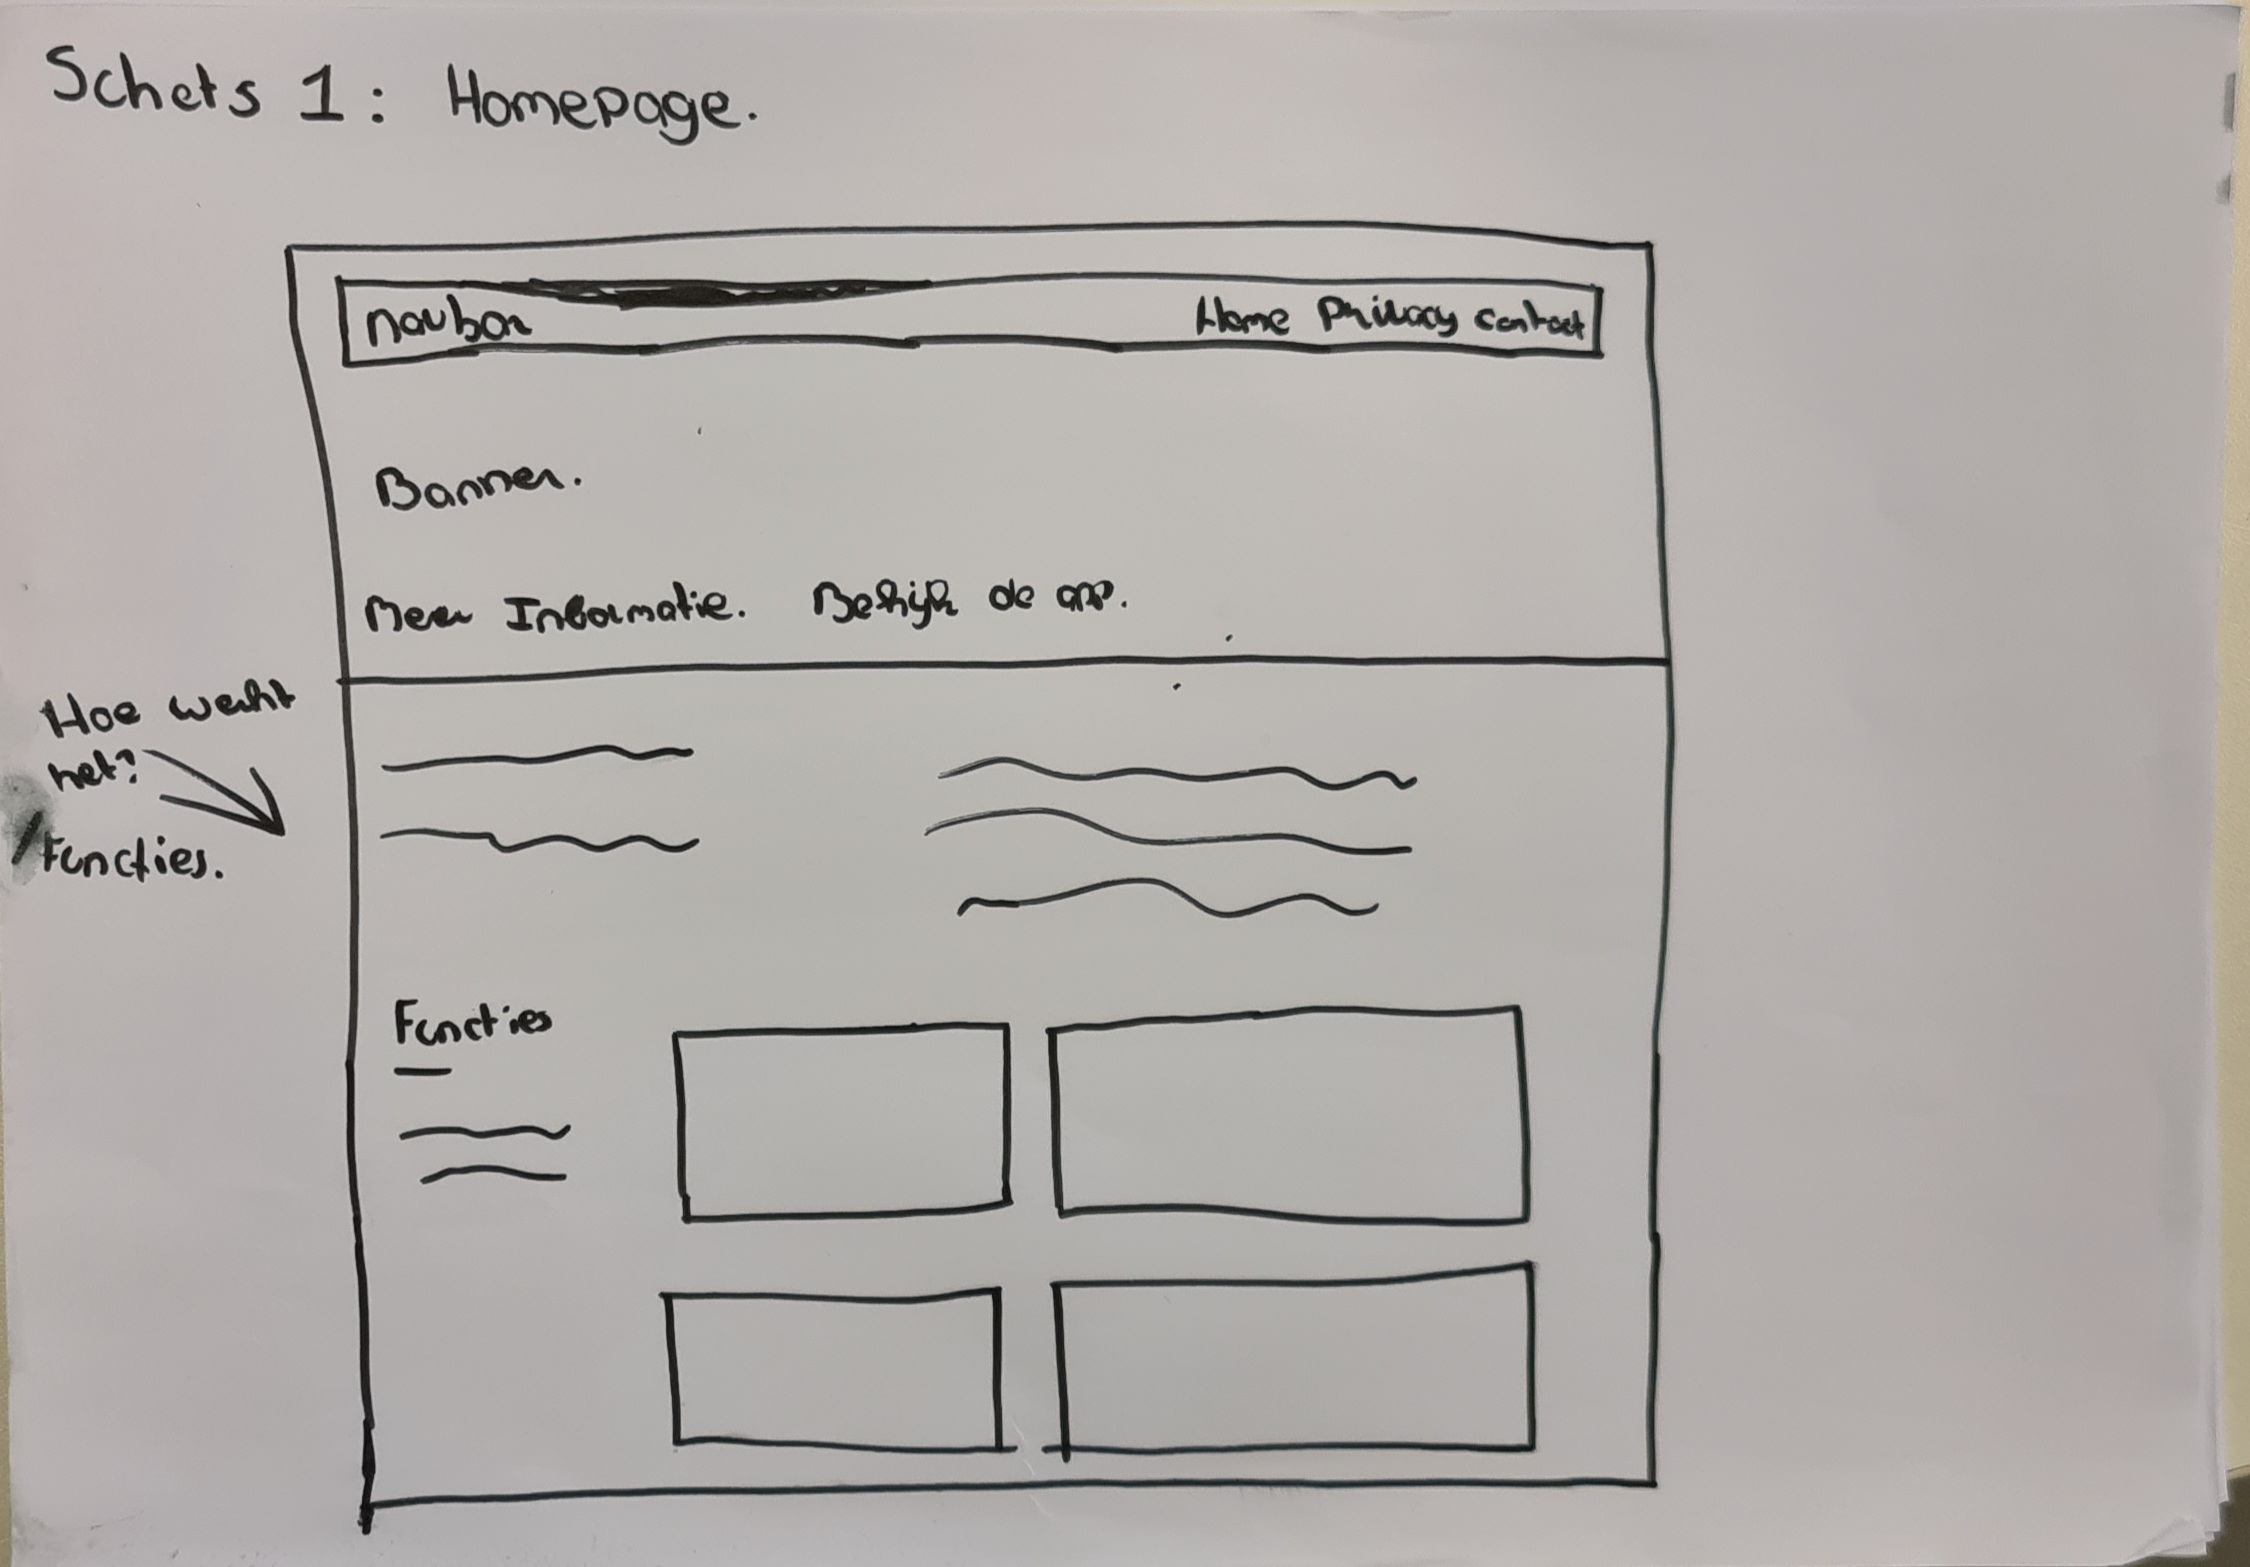 Schets 1: Homepage.
navbar Home Privacy contact
Banner.
Meer Informatie. Bekijk de app.
Hoe werkt
het?
/Functies.
Functies